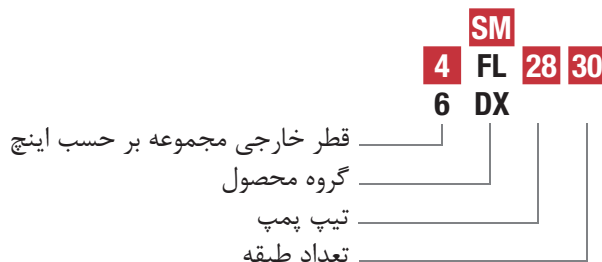 SM
4 FL 28 30
6 DX
قطر خارجی مجموعه بر حسب اینچ
گروه محصول
تیپ پمپ
تعداد طبقه